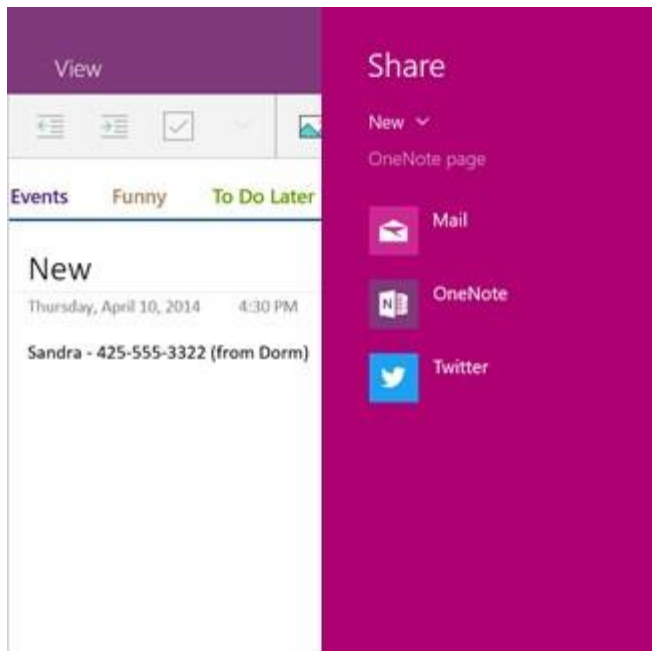 View
Events Funny To Do Later
New
Thursday, April 10, 2014 4:30 PM
Sandra - 425-555-3322 (from Dorm)
Share
New
OneNote page
Mail
N
OneNote
Twitter